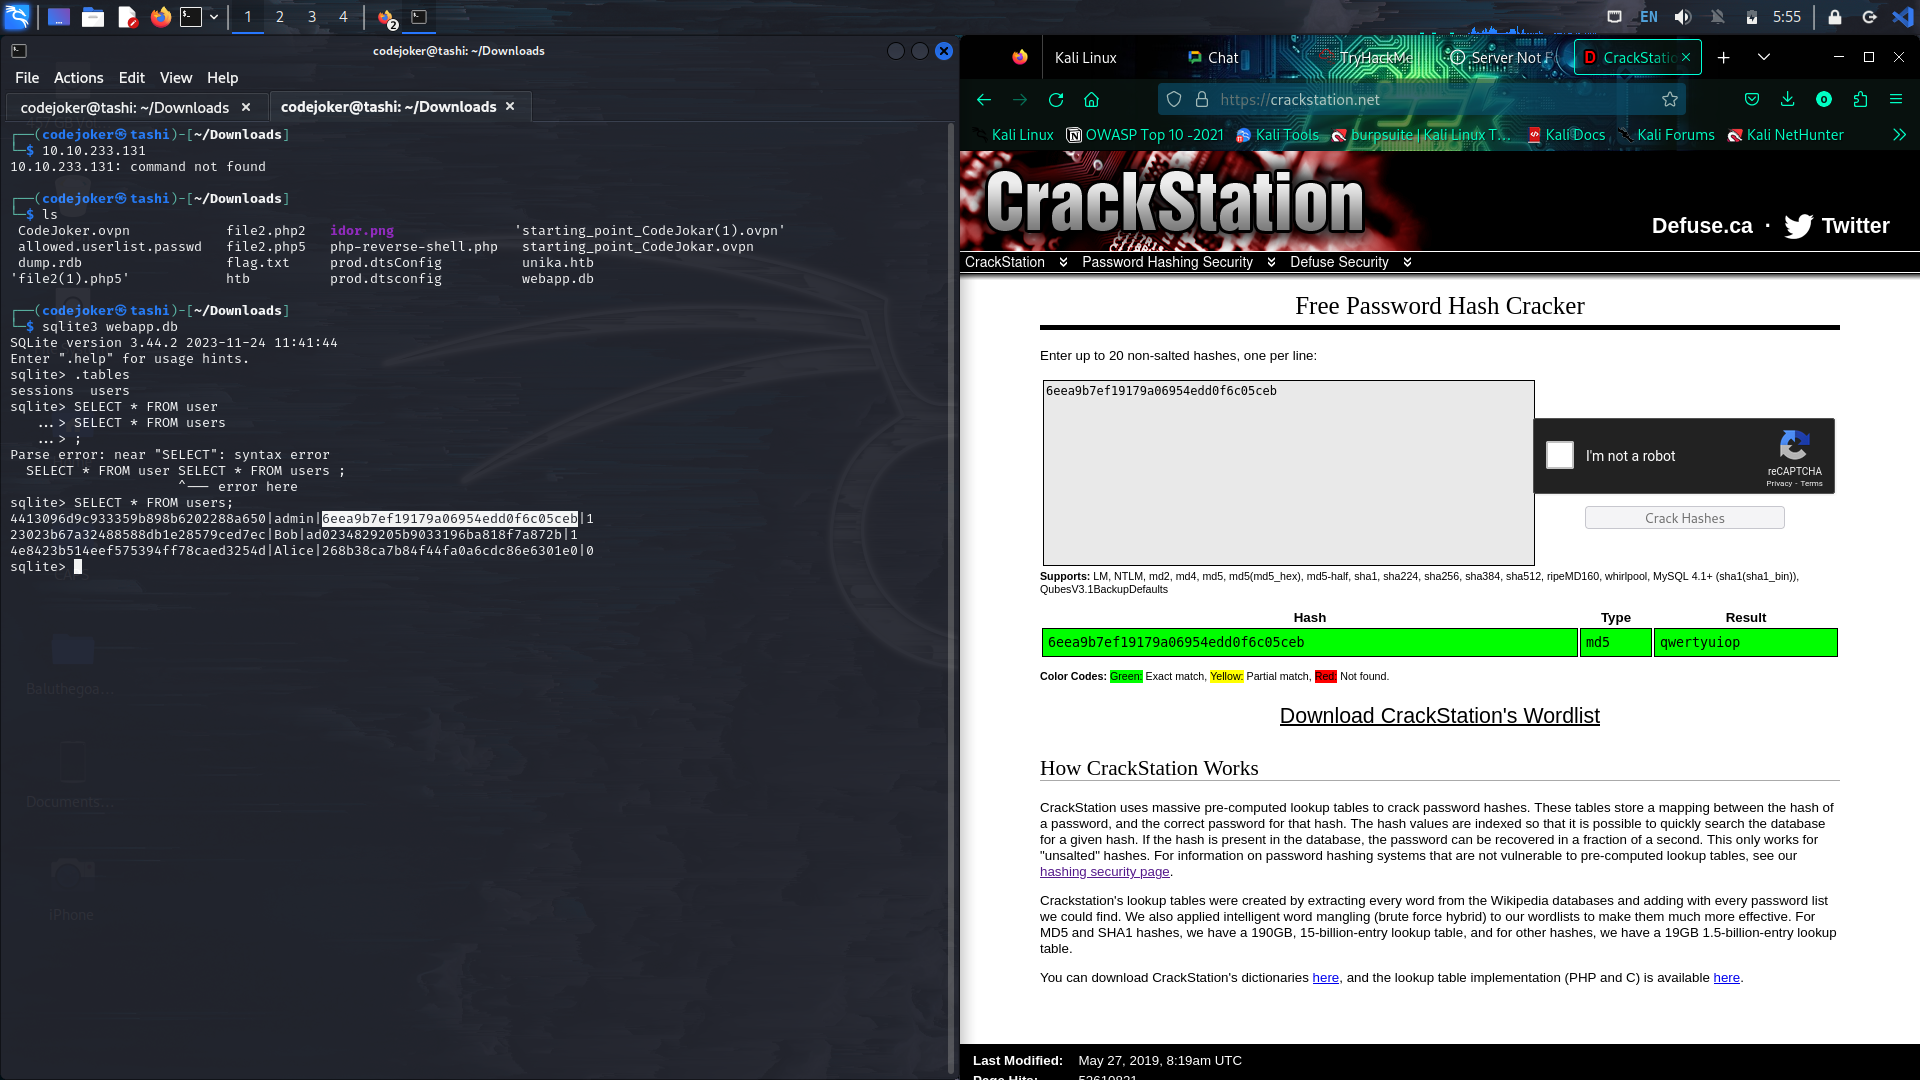 1 2 3 4 2 EN 5:55
codejoker@tashi: ~/Downloads
File Actions Edit View Help
codejoker@tashi: ~/Downloads × codejoker@tashi: ~/Downloads ×
┌──(codejoker㉿tashi)-[~/Downloads]
└─$ 10.10.233.131
10.10.233.131: command not found
┌──(codejoker㉿tashi)-[~/Downloads]
└─$ ls
CodeJoker.ovpn file2.php2 idor.png 'starting_point_CodeJokar(1).ovpn'
allowed.userlist.passwd file2.php5 php-reverse-shell.php starting_point_CodeJokar.ovpn
dump.rdb flag.txt prod.dtsConfig unika.htb
'file2(1).php5' htb prod.dtsconfig webapp.db
┌──(codejoker㉿tashi)-[~/Downloads]
└─$ sqlite3 webapp.db
SQLite version 3.44.2 2023-11-24 11:41:44
Enter ".help" for usage hints.
sqlite> .tables
sessions users
sqlite> SELECT * FROM user
...> SELECT * FROM users
...> ;
Parse error: near "SELECT": syntax error
SELECT * FROM user SELECT * FROM users ;
^--- error here
sqlite> SELECT * FROM users;
4413096d9c933359b898b6202288a650|admin|6eea9b7ef19179a06954edd0f6c05ceb|1
23023b67a32488588db1e28579ced7ec|Bob|ad0234829205b9033196ba818f7a872b|1
4e8423b514eef575394ff78caed3254d|Alice|268b38ca7b84f44fa0a6cdc86e6301e0|0
sqlite>
Baluthegoa...
Documents...
iPhone
Kali Linux Chat TryHackMe Server Not F CrackStatio
https://crackstation.net
Kali Linux OWASP Top 10 -2021 Kali Tools burpsuite | Kali Linux T... Kali Docs Kali Forums Kali NetHunter
CrackStation
Defuse.ca · Twitter
CrackStation Password Hashing Security Defuse Security
Free Password Hash Cracker
Enter up to 20 non-salted hashes, one per line:
6eea9b7ef19179a06954edd0f6c05ceb
I'm not a robot
reCAPTCHA
Privacy - Terms
Crack Hashes
Supports: LM, NTLM, md2, md4, md5, md5(md5_hex), md5-half, sha1, sha224, sha256, sha384, sha512, ripeMD160, whirlpool, MySQL 4.1+ (sha1(sha1_bin)),
QubesV3.1BackupDefaults
Hash Type Result
6eea9b7ef19179a06954edd0f6c05ceb md5 qwertyuiop
Color Codes: Green: Exact match, Yellow: Partial match, Red: Not found.
Download CrackStation's Wordlist
How CrackStation Works
CrackStation uses massive pre-computed lookup tables to crack password hashes. These tables store a mapping between the hash of
a password, and the correct password for that hash. The hash values are indexed so that it is possible to quickly search the database
for a given hash. If the hash is present in the database, the password can be recovered in a fraction of a second. This only works for
"unsalted" hashes. For information on password hashing systems that are not vulnerable to pre-computed lookup tables, see our
hashing security page.
Crackstation's lookup tables were created by extracting every word from the Wikipedia databases and adding with every password list
we could find. We also applied intelligent word mangling (brute force hybrid) to our wordlists to make them much more effective. For
MD5 and SHA1 hashes, we have a 190GB, 15-billion-entry lookup table, and for other hashes, we have a 19GB 1.5-billion-entry lookup
table.
You can download CrackStation's dictionaries here, and the lookup table implementation (PHP and C) is available here.
Last Modified: May 27, 2019, 8:19am UTC